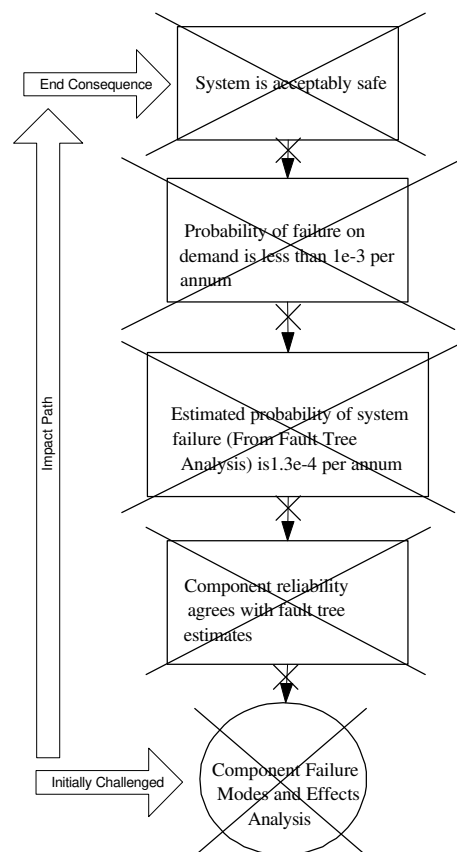 End Consequence
System is acceptably safe
Probability of failure on
demand is less than 1e-3 per
annum
Impact Path
Estimated probability of system
failure (From Fault Tree
Analysis) is1.3e-4 per annum
Component reliability
agrees with fault tree
estimates
Initially Challenged
Component Failure
Modes and Effects
Analysis